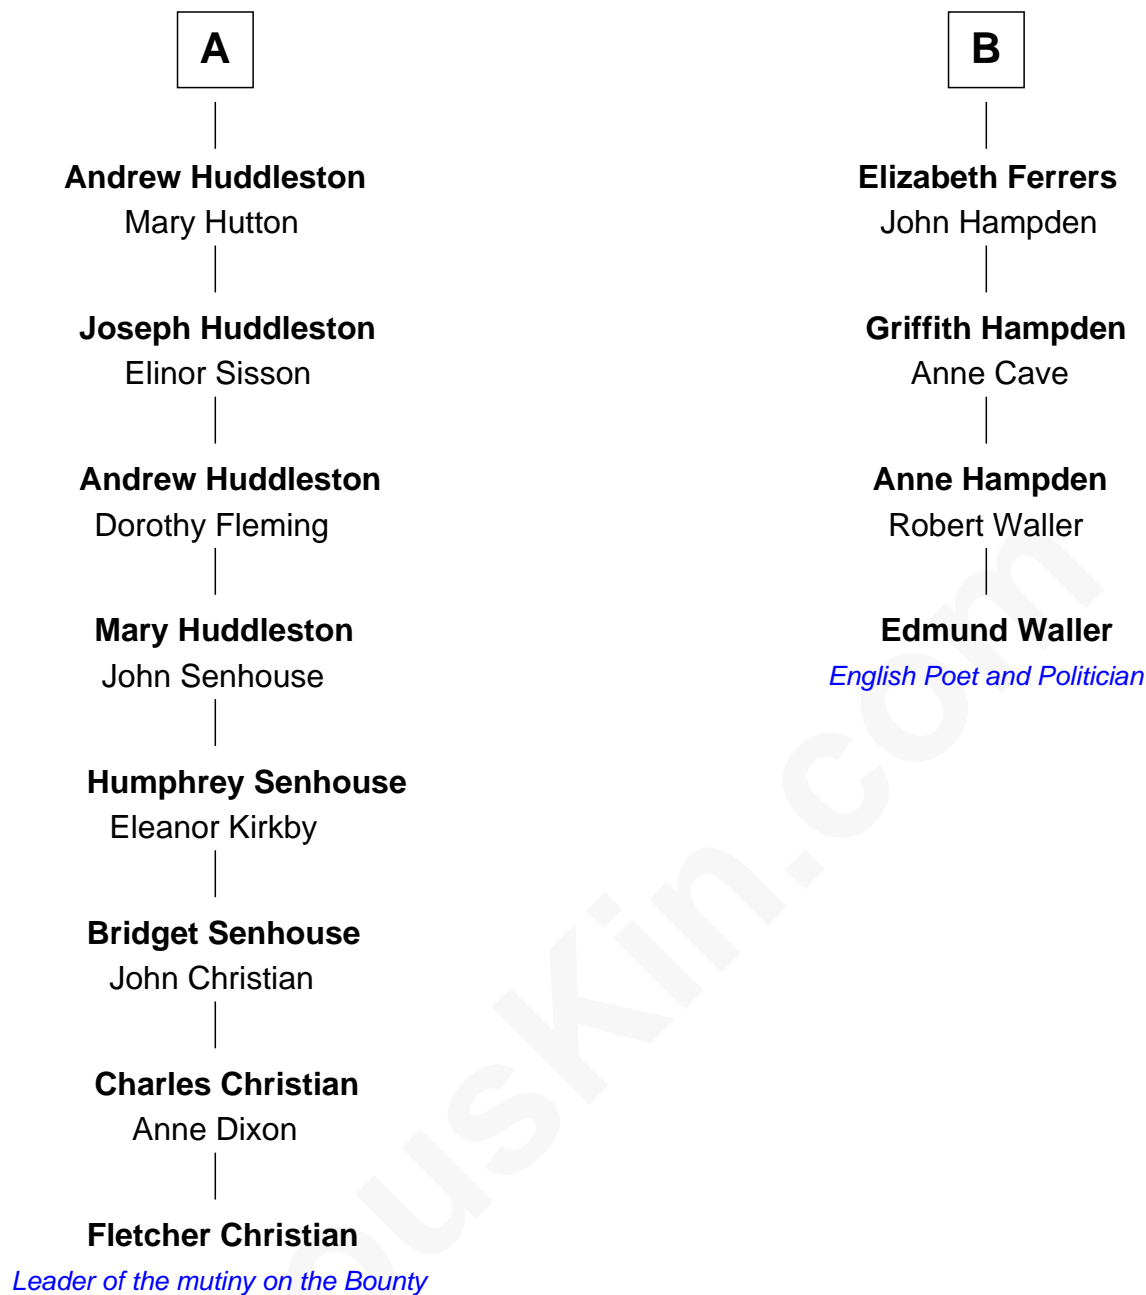 A
Andrew Huddleston
Mary Hutton
Joseph Huddleston
Elinor Sisson
Andrew Huddleston
Dorothy Fleming
Mary Huddleston
John Senhouse
Humphrey Senhouse
Eleanor Kirkby
Bridget Senhouse
John Christian
Charles Christian
Anne Dixon
Fletcher Christian
Leader of the mutiny on the Bounty
B
Elizabeth Ferrers
John Hampden
Griffith Hampden
Anne Cave
Anne Hampden
Robert Waller
Edmund Waller
English Poet and Politician
ousKin.com